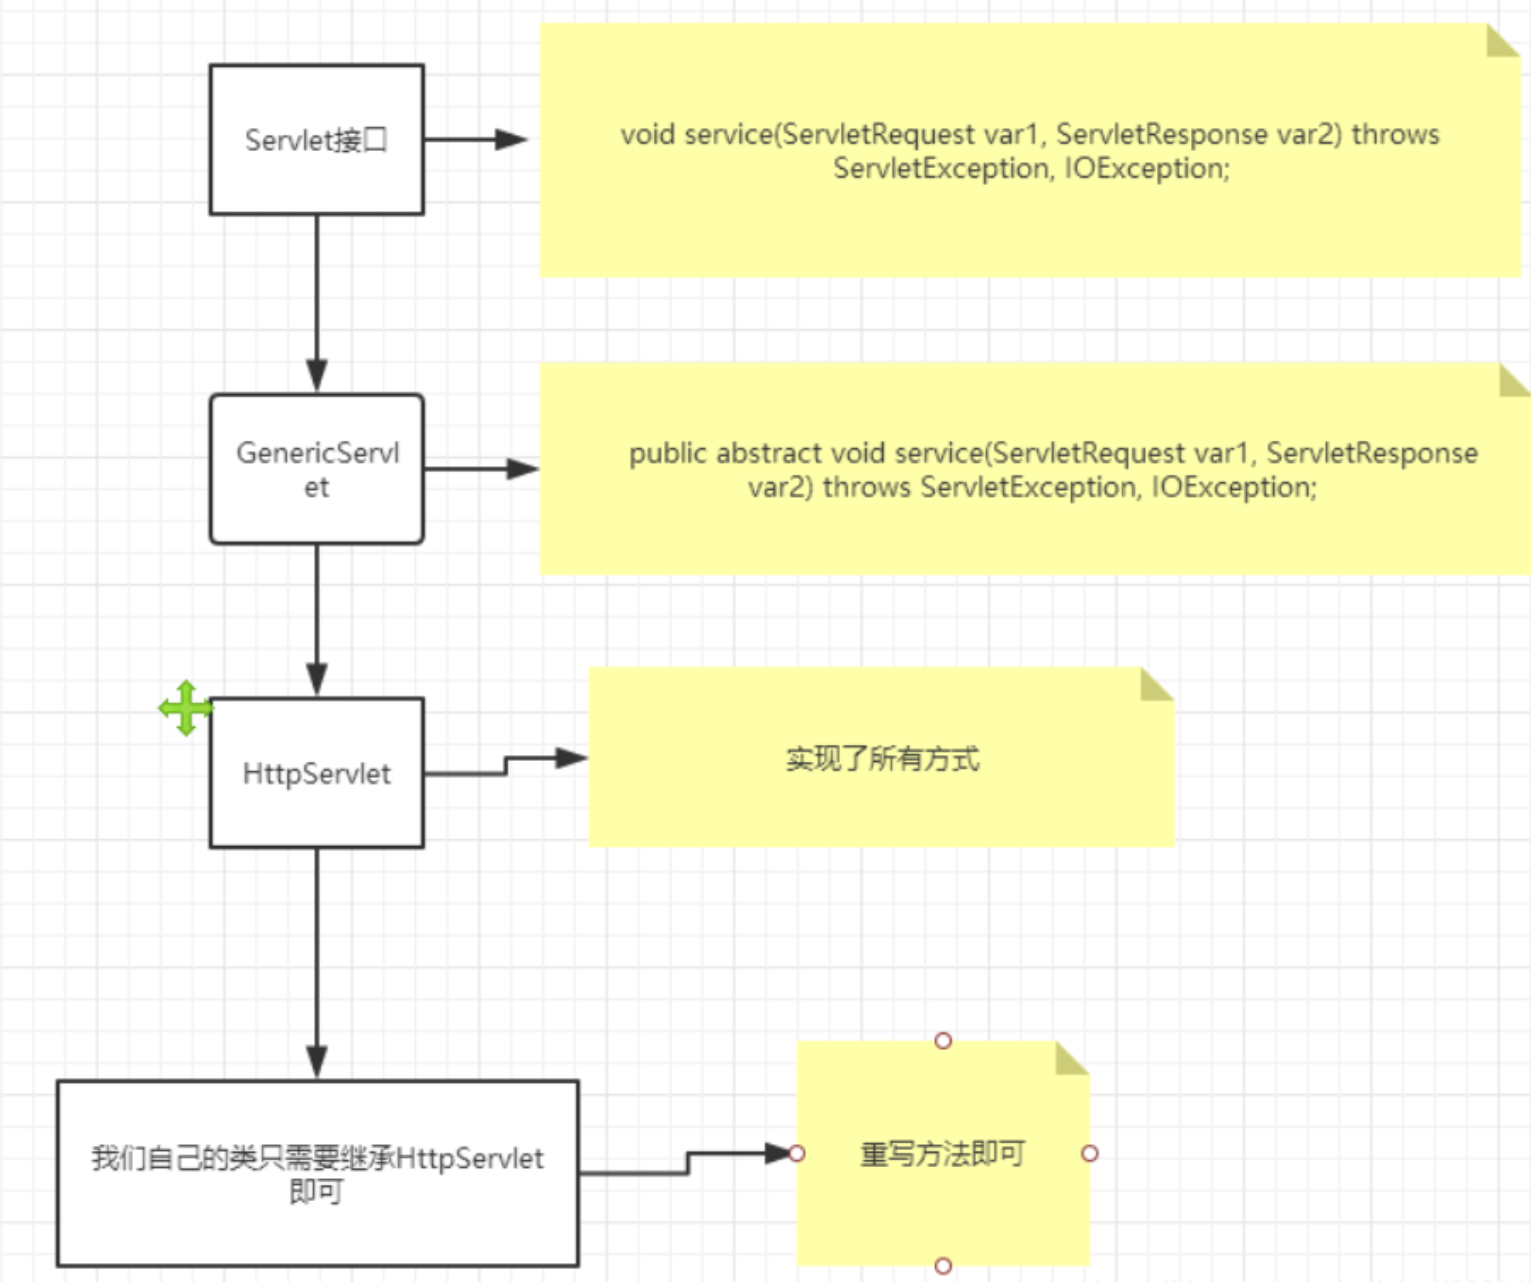 Servlet接口
void service(ServletRequest var1, ServletResponse var2) throws
ServletException, IOException;
GenericServl
et
public abstract void service(ServletRequest var1, ServletResponse
var2) throws ServletException, IOException;
HttpServlet
实现了所有方式
我们自己的类只需要继承HttpServlet
即可
重写方法即可